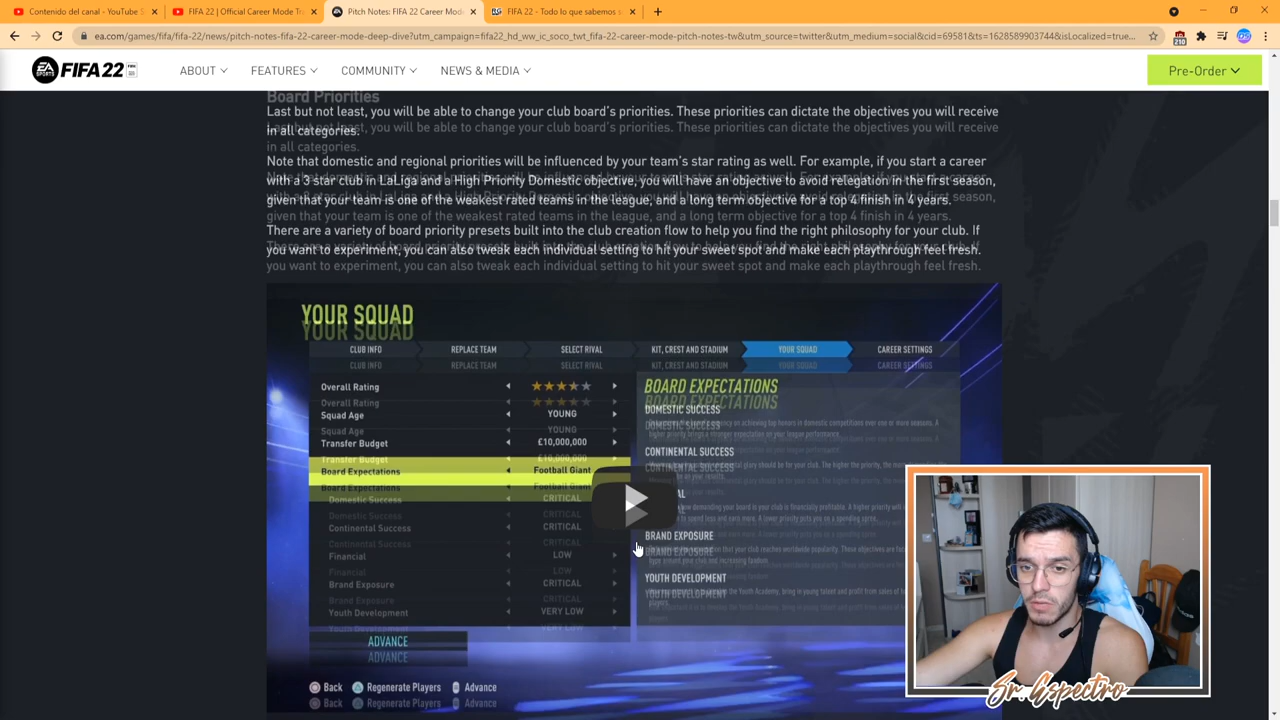 Contenido del canal - YouTube S
FIFA 22 | Official Career Mode Tr
Pitch Notes: FIFA 22 Career Mod
FIFA 22 - Todo lo que sabemos s
ea.com/games/fifa/fifa-22/news/pitch-notes-fifa-22-career-mode-deep-dive?utm_campaign=fifa22_hd_ww_ic_soco_twt_fifa-22-career-mode-pitch-notes-tw&utm_source=twitter&utm_medium=social&cid=69581&ts=1628589903744&isLocalized=true...
210
EA SPORTS FIFA 22
ABOUT
FEATURES
COMMUNITY
NEWS & MEDIA
Pre-Order
Board Priorities
Last but not least, you will be able to change your club board's priorities. These priorities can dictate the objectives you will receive
in all categories.
Note that domestic and regional priorities will be influenced by your team's star rating as well. For example, if you start a career
with a 3 star club in LaLiga and a High Priority Domestic objective, you will have an objective to avoid relegation in the first season,
given that your team is one of the weakest rated teams in the league, and a long term objective for a top 4 finish in 4 years.
There are a variety of board priority presets built into the club creation flow to help you find the right philosophy for your club. If
you want to experiment, you can also tweak each individual setting to hit your sweet spot and make each playthrough feel fresh.
YOUR SQUAD
CLUB INFO
REPLACE TEAM
SELECT RIVAL
KIT, CREST AND STADIUM
YOUR SQUAD
CAREER SETTINGS
Overall Rating
Squad Age YOUNG
Transfer Budget £10,000,000
Board Expectations Football Giant
Domestic Success CRITICAL
Continental Success CRITICAL
Financial LOW
Brand Exposure CRITICAL
Youth Development VERY LOW
ADVANCE
Back
Regenerate Players
Advance
BOARD EXPECTATIONS
DOMESTIC SUCCESS
CONTINENTAL SUCCESS
BRAND EXPOSURE
YOUTH DEVELOPMENT
Sr. Espectro